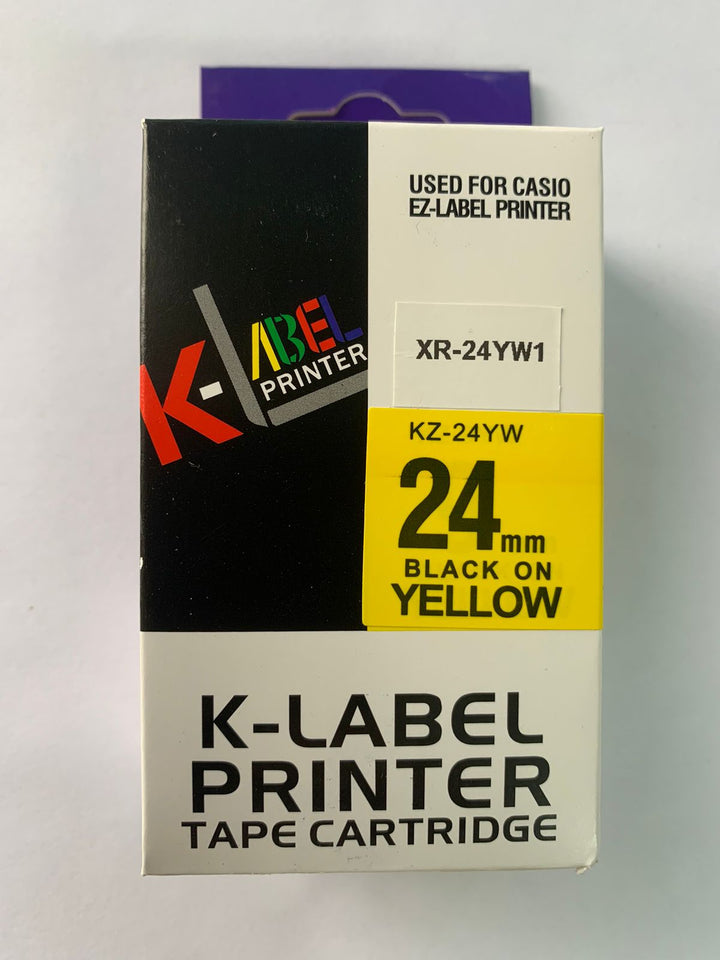 USED FOR CASIO
EZ-LABEL PRINTER
K-LABEL
PRINTER
XR-24YW1
KZ-24YW
24mm
BLACK ON
YELLOW
K-LABEL
PRINTER
TAPE CARTRIDGE